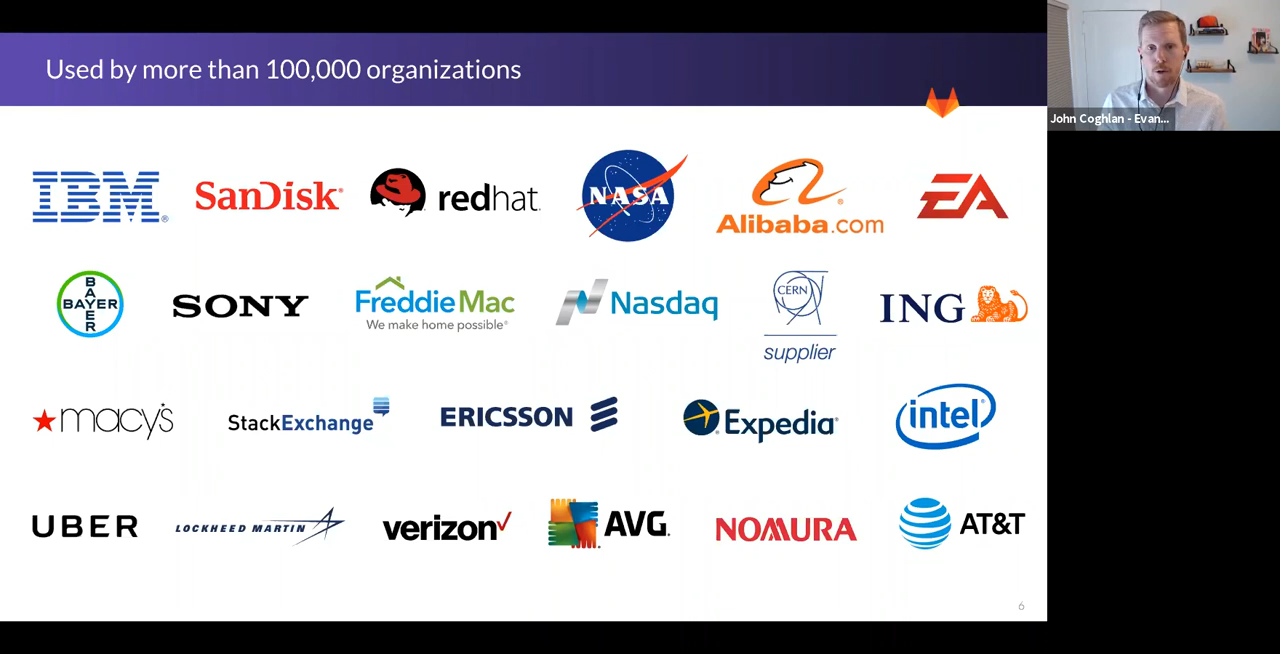 Used by more than 100,000 organizations
John Coghlan - Evan...
IBM®
SanDisk®
redhat.
NASA
Alibaba.com®
EA
BAYER
BAYER
SONY
Freddie Mac
We make home possible®
Nasdaq
CERN
supplier
ING
macy's
StackExchange
ERICSSON
Expedia®
intel®
UBER
LOCKHEED MARTIN
verizon✓
AVG.
NOMURA
AT&T
6